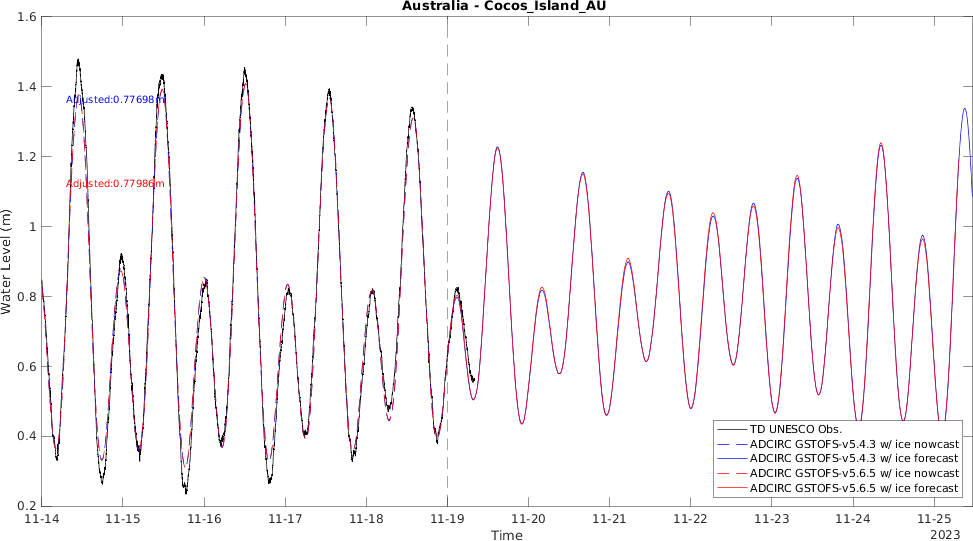 Australia - Cocos_Island_AU
1.6
1.4
1.2
1
0.8
0.6
0.4
0.2
Water Level (m)
Adjusted:0.77698m
Adjusted:0.77986m
TD UNESCO Obs.
ADCIRC GSTOFS-v5.4.3 w/ ice nowcast
ADCIRC GSTOFS-v5.4.3 w/ ice forecast
ADCIRC GSTOFS-v5.6.5 w/ ice nowcast
ADCIRC GSTOFS-v5.6.5 w/ ice forecast
11-14 11-15 11-16 11-17 11-18 11-19 11-20 11-21 11-22 11-23 11-24 11-25
Time
2023